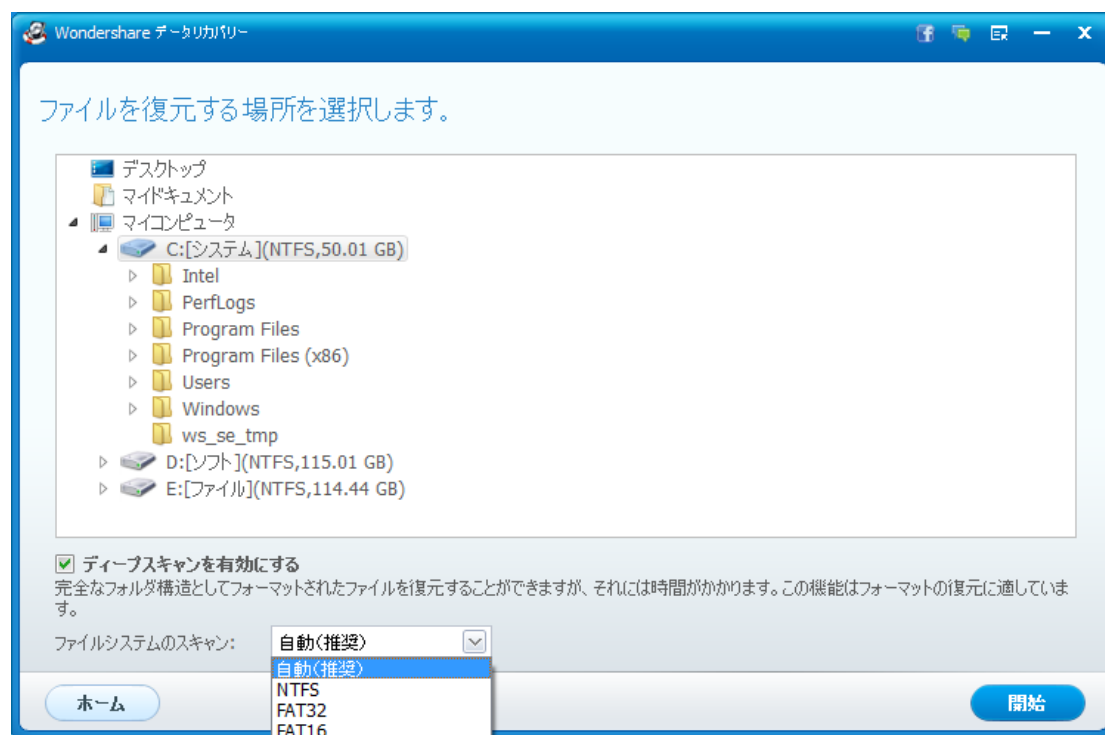 Wondershare データリカバリー
ファイルを復元する場所を選択します。
デスクトップ
マイドキュメント
マイコンピュータ
C:[システム](NTFS,50.01 GB)
Intel
PerfLogs
Program Files
Program Files (x86)
Users
Windows
ws_se_tmp
D:[ソフト](NTFS,115.01 GB)
E:[ファイル](NTFS,114.44 GB)
ディープスキャンを有効にする
完全なフォルダ構造としてフォーマットされたファイルを復元することができますが、それには時間がかかります。この機能はフォーマットの復元に適していま
す。
ファイルシステムのスキャン: 自動(推奨)
自動(推奨)
NTFS
FAT32
FAT16
ホーム
開始